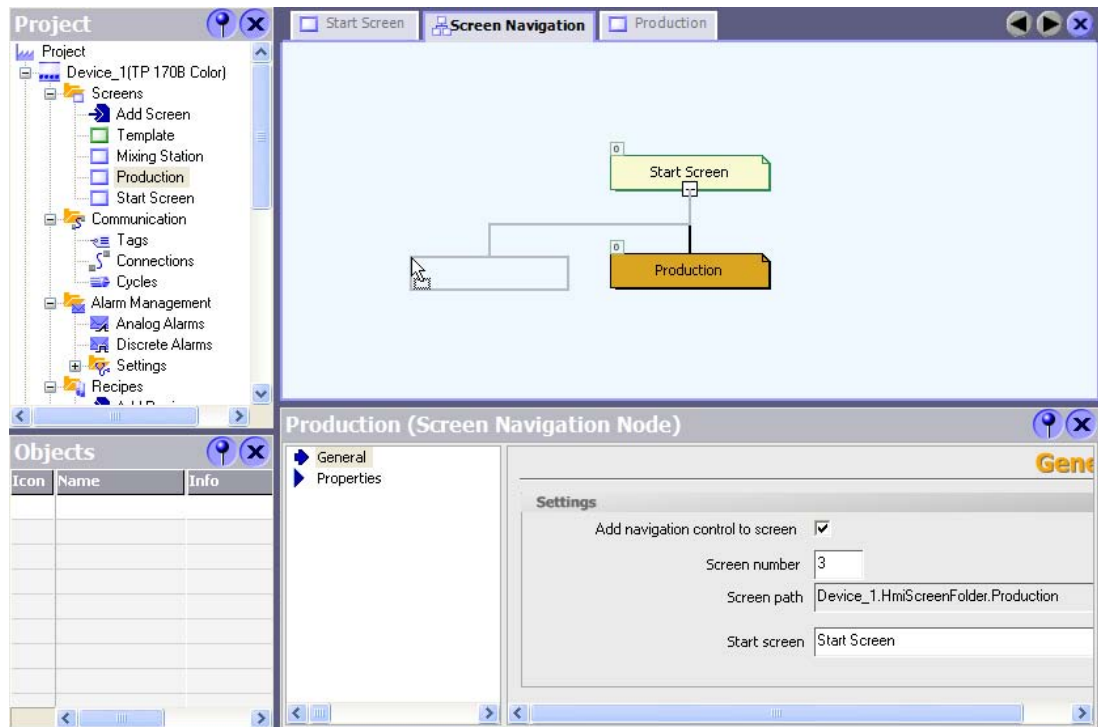 Project
Project
Device_1(TP 170B Color)
Screens
Add Screen
Template
Mixing Station
Production
Start Screen
Communication
Tags
Connections
Cycles
Alarm Management
Analog Alarms
Discrete Alarms
Settings
Recipes
Objects
Icon Name Info
Start Screen Screen Navigation Production
0
Start Screen
0
Production
Production (Screen Navigation Node)
General
Properties
Gene
Settings
Add navigation control to screen
Screen number 3
Screen path Device_1.HmiScreenFolder.Production
Start screen Start Screen